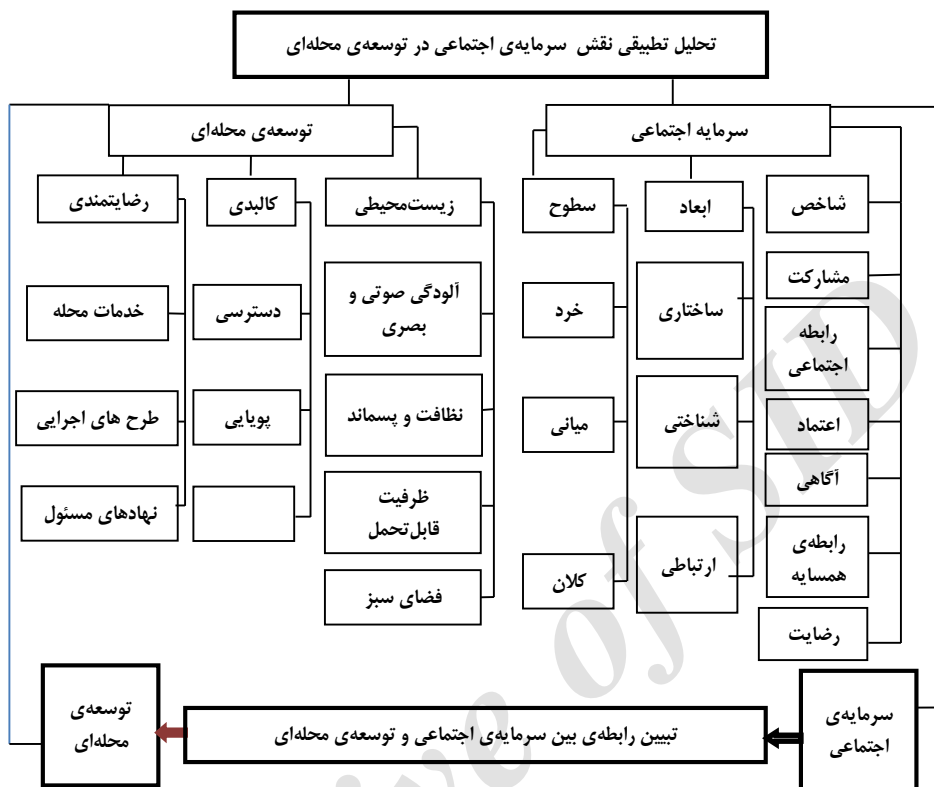 تحلیل تطبیقی نقش سرمایه‌ی اجتماعی در توسعه‌ی محله‌ای
سرمایه اجتماعی
توسعه‌ی محله‌ای
شاخص
مشارکت
رابطه
اجتماعی
اعتماد
آگاهی
رابطه‌ی
همسایه
رضایت
ابعاد
ساختاری
شناختی
ارتباطی
سطوح
خرد
میانی
کلان
زیست‌محیطی
آلودگی صوتی و
بصری
نظافت و پسماند
ظرفیت
قابل‌تحمل
فضای سبز
کالبدی
دسترسی
پویایی
رضایتمندی
خدمات محله
طرح های اجرایی
نهادهای مسئول
سرمایه‌ی
اجتماعی
تبیین رابطه‌ی بین سرمایه‌ی اجتماعی و توسعه‌ی محله‌ای
توسعه‌ی
محله‌ای
ive of SID